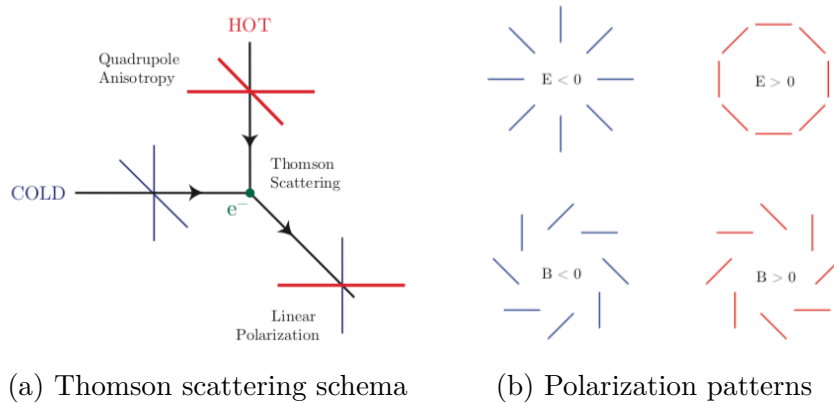 HOT
Quadrupole
Anisotropy
Thomson
Scattering
COLD
e⁻
Linear
Polarization
(a) Thomson scattering schema
E < 0
E > 0
B < 0
B > 0
(b) Polarization patterns